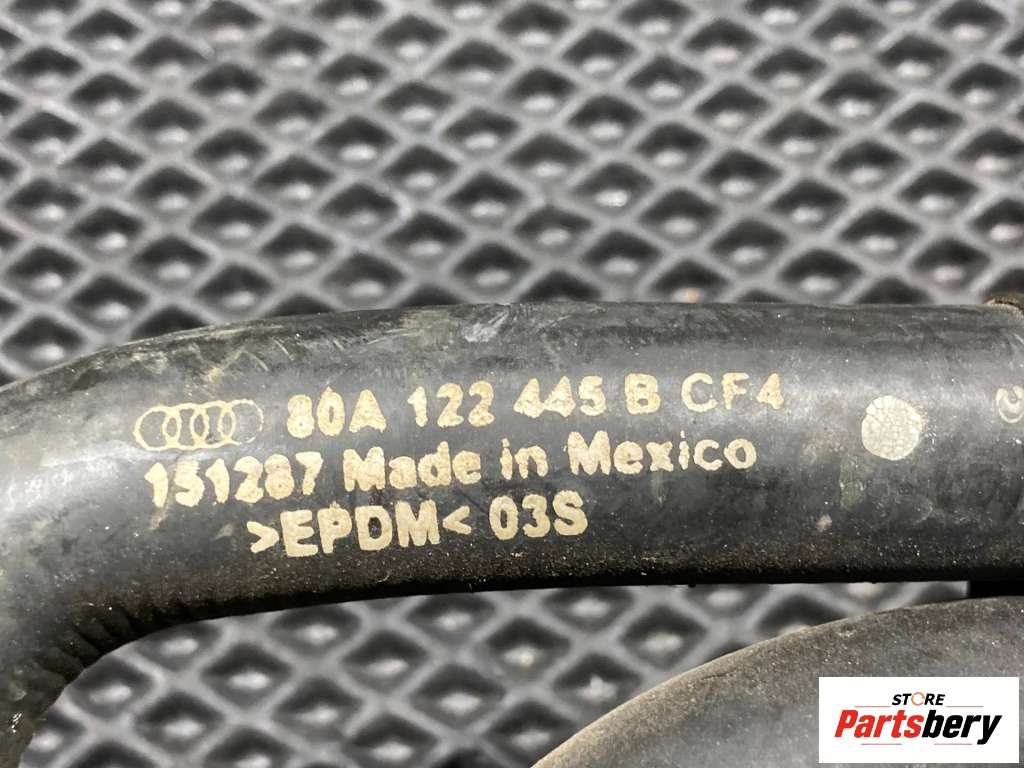 80A 122 445 B CF4
151287 Made in Mexico
>EPDM< 03S
STORE
Partsbery